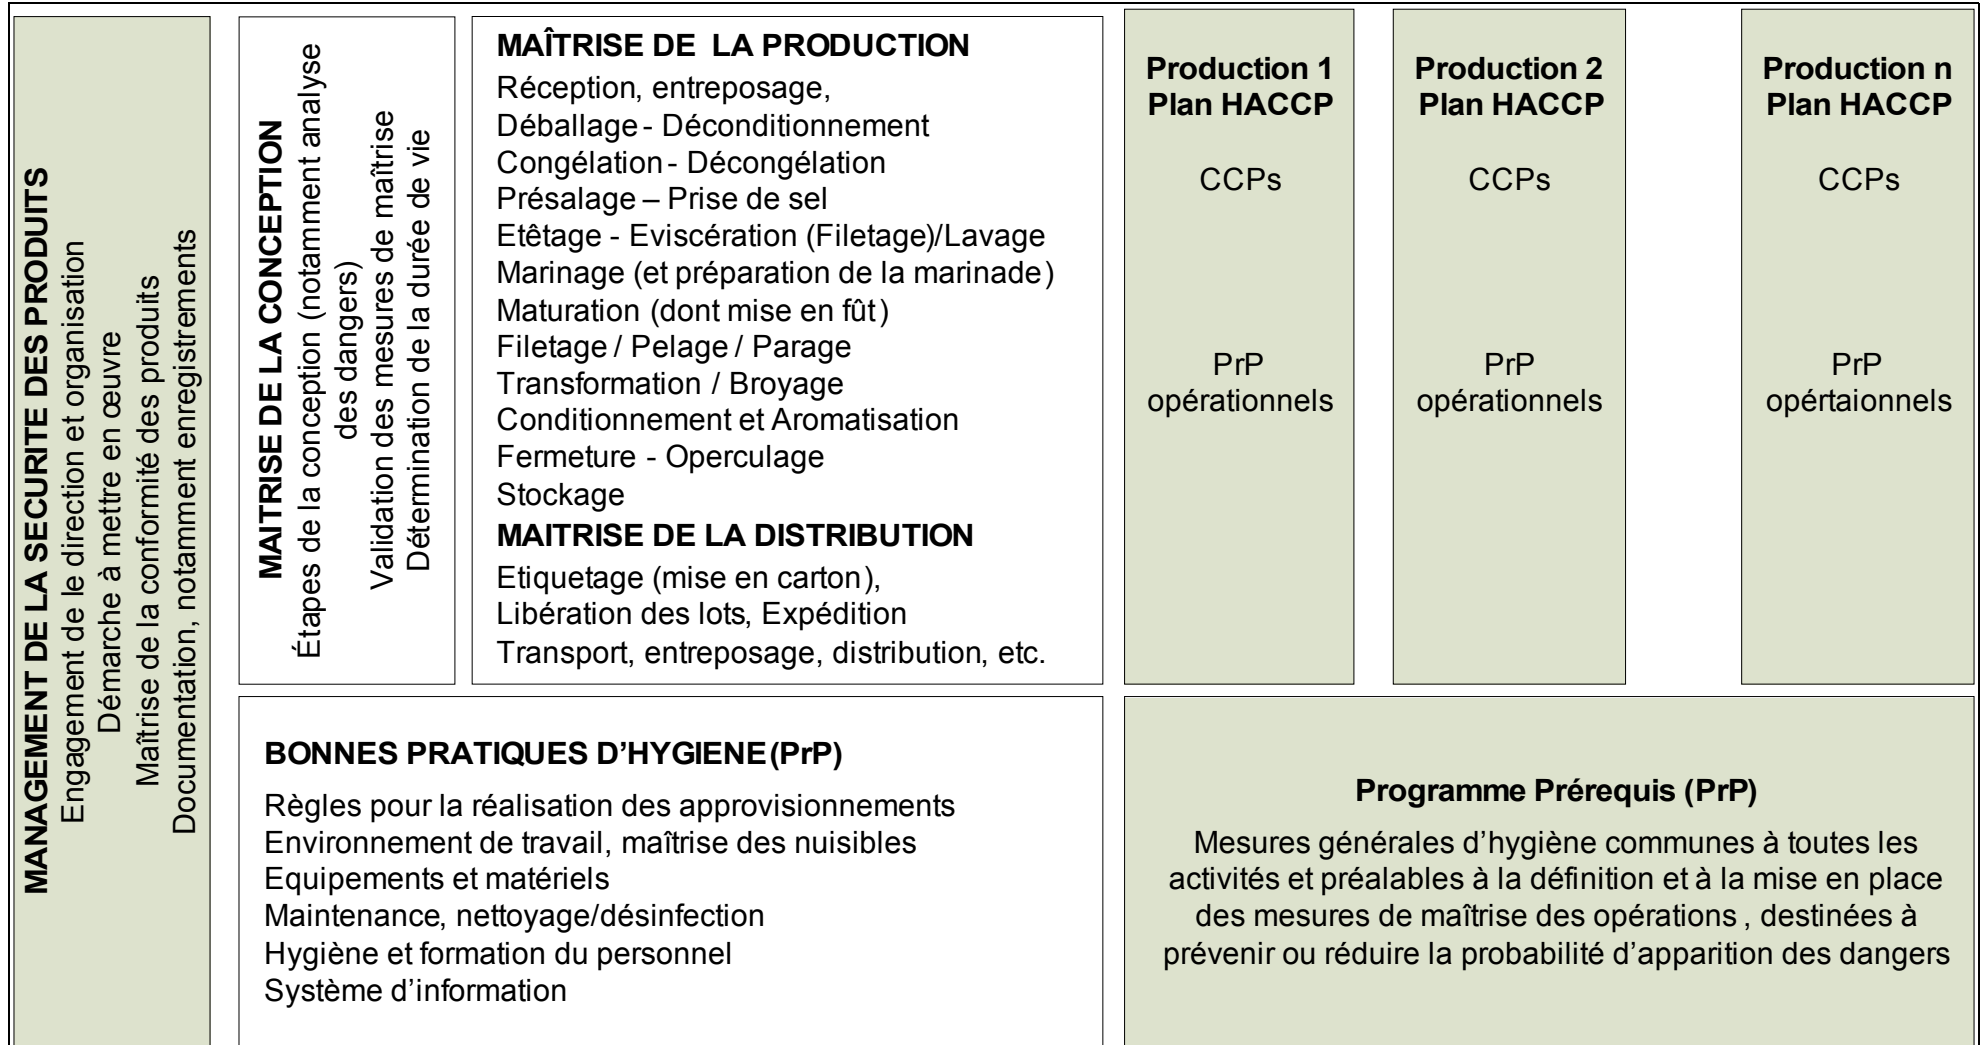 MANAGEMENT DE LA SECURITE DES PRODUITS
Engagement de le direction et organisation
Démarche à mettre en œuvre
Maîtrise de la conformité des produits
Documentation, notamment enregistrements
MAITRISE DE LA CONCEPTION
Étapes de la conception (notamment analyse
des dangers)
Validation des mesures de maîtrise
Détermination de la durée de vie
MAÎTRISE DE LA PRODUCTION
Réception, entreposage,
Déballage - Déconditionnement
Congélation - Décongélation
Présalage – Prise de sel
Etêtage - Eviscération (Filetage)/Lavage
Marinage (et préparation de la marinade)
Maturation (dont mise en fût)
Filetage / Pelage / Parage
Transformation / Broyage
Conditionnement et Aromatisation
Fermeture - Operculage
Stockage
MAITRISE DE LA DISTRIBUTION
Etiquetage (mise en carton),
Libération des lots, Expédition
Transport, entreposage, distribution, etc.
Production 1
Plan HACCP
CCPs
PrP
opérationnels
Production 2
Plan HACCP
CCPs
PrP
opérationnels
Production n
Plan HACCP
CCPs
PrP
opértaionnels
BONNES PRATIQUES D'HYGIENE (PrP)
Règles pour la réalisation des approvisionnements
Environnement de travail, maîtrise des nuisibles
Equipements et matériels
Maintenance, nettoyage/désinfection
Hygiène et formation du personnel
Système d'information
Programme Prérequis (PrP)
Mesures générales d'hygiène communes à toutes les
activités et préalables à la définition et à la mise en place
des mesures de maîtrise des opérations , destinées à
prévenir ou réduire la probabilité d'apparition des dangers